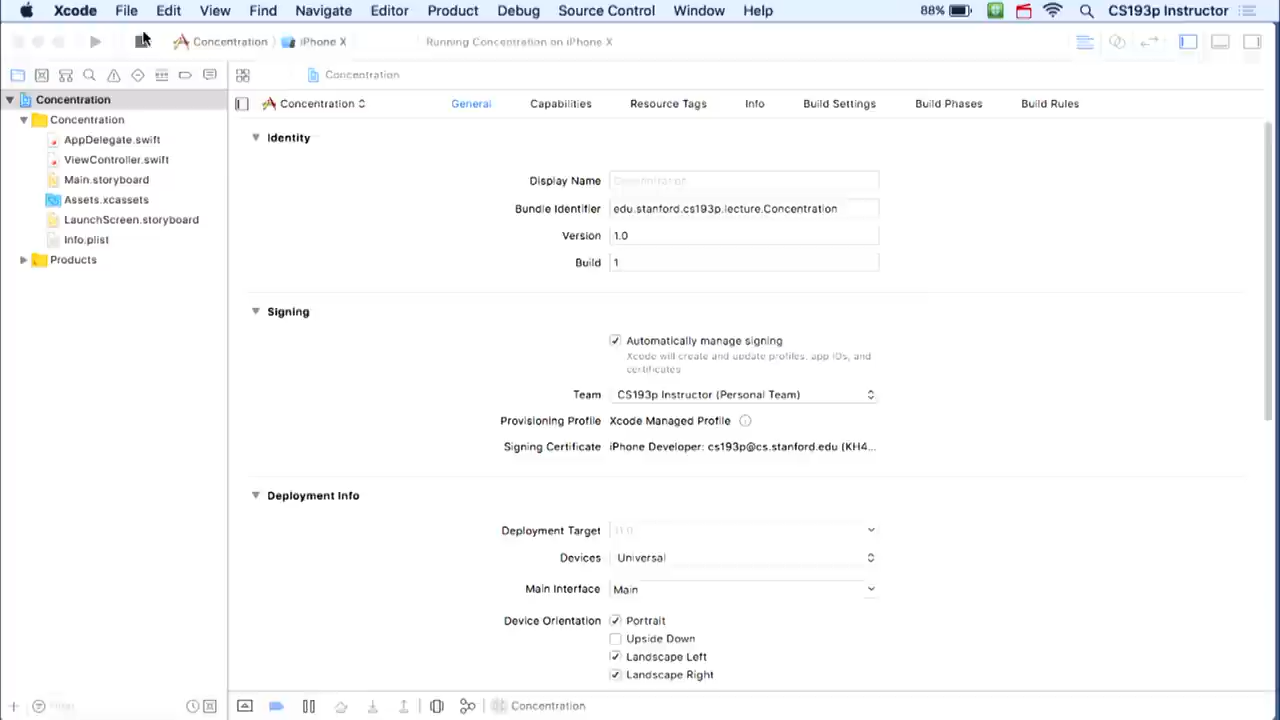 Xcode File Edit View Find Navigate Editor Product Debug Source Control Window Help 88% CS193p Instructor
Concentration iPhone X Running Concentration on iPhone X
Concentration
Concentration
Concentration General Capabilities Resource Tags Info Build Settings Build Phases Build Rules
Concentration
AppDelegate.swift
ViewController.swift
Main.storyboard
Assets.xcassets
LaunchScreen.storyboard
Info.plist
Products
Identity
Display Name Concentration
Bundle Identifier edu.stanford.cs193p.lecture.Concentration
Version 1.0
Build 1
Signing
Automatically manage signing
Xcode will create and update profiles, app IDs, and
certificates
Team CS193p Instructor (Personal Team)
Provisioning Profile Xcode Managed Profile
Signing Certificate iPhone Developer: cs193p@cs.stanford.edu (KH4...
Deployment Info
Deployment Target 11.0
Devices Universal
Main Interface Main
Device Orientation Portrait
Upside Down
Landscape Left
Landscape Right
Filter
Concentration